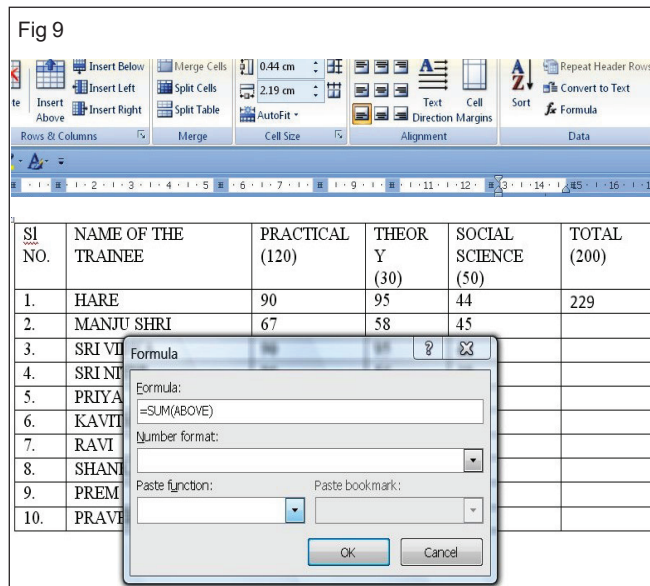 Fig 9
Insert Above
Insert Below
Insert Left
Insert Right
Rows & Columns
Merge Cells
Split Cells
Split Table
Merge
0.44 cm
2.19 cm
AutoFit
Cell Size
Text Direction
Cell Margins
Alignment
Sort
Repeat Header Rows
Convert to Text
fx Formula
Data
Sl NO. NAME OF THE TRAINEE PRACTICAL (120) THEORY (30) SOCIAL SCIENCE (50) TOTAL (200)
1. HARE 90 95 44 229
2. MANJU SHRI 67 58 45
3. SRI
4. SRI
5. PRIYA
6. KAVIT
7. RAVI
8. SHAN
9. PREM
10. PRAVE
Formula
Formula:
=SUM(ABOVE)
Number format:
Paste function:
Paste bookmark:
OK
Cancel